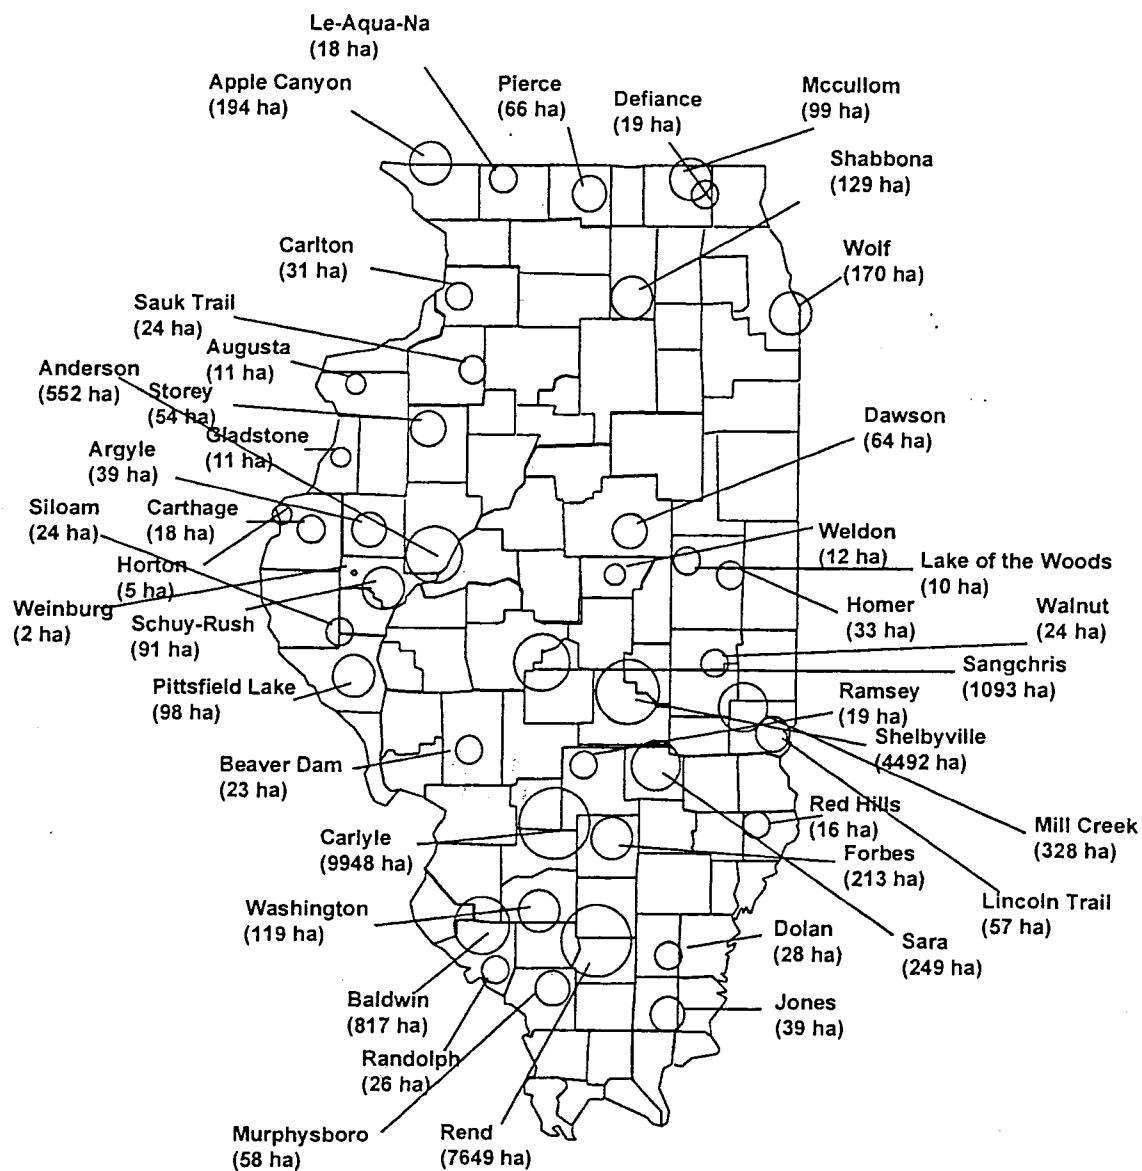 Le-Aqua-Na
(18 ha)
Apple Canyon
(194 ha)
Pierce
(66 ha)
Defiance
(19 ha)
Mccullom
(99 ha)
Shabbona
(129 ha)
Carlton
(31 ha)
Wolf
(170 ha)
Sauk Trail
(24 ha)
Augusta
(11 ha)
Anderson
(552 ha)
Storey
(54 ha)
Dawson
(64 ha)
Gladstone
(11 ha)
Argyle
(39 ha)
Siloam
(24 ha)
Carthage
(18 ha)
Weldon
(12 ha)
Lake of the Woods
(10 ha)
Horton
(5 ha)
Homer
(33 ha)
Walnut
(24 ha)
Weinburg
(2 ha)
Schuy-Rush
(91 ha)
Sangchris
(1093 ha)
Pittsfield Lake
(98 ha)
Ramsey
(19 ha)
Shelbyville
(4492 ha)
Beaver Dam
(23 ha)
Red Hills
(16 ha)
Mill Creek
(328 ha)
Carlyle
(9948 ha)
Forbes
(213 ha)
Lincoln Trail
(57 ha)
Washington
(119 ha)
Dolan
(28 ha)
Sara
(249 ha)
Baldwin
(817 ha)
Jones
(39 ha)
Randolph
(26 ha)
Murphysboro
(58 ha)
Rend
(7649 ha)